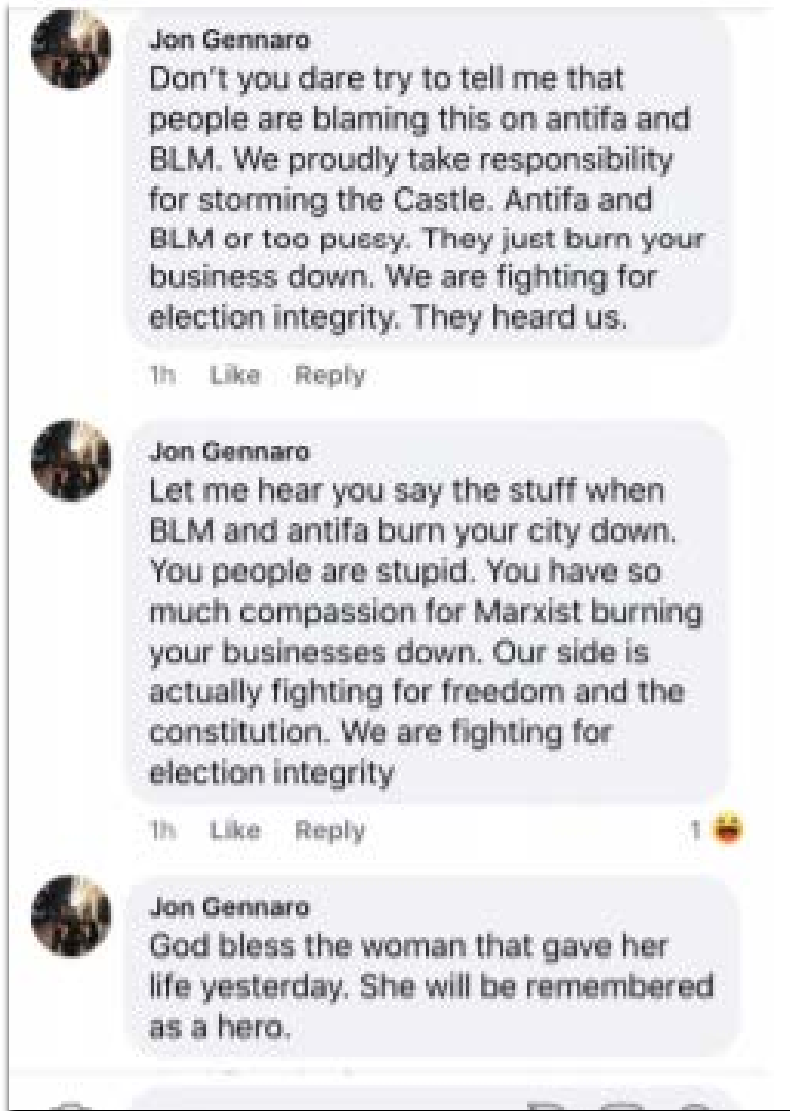 Jon Gennaro
Don't you dare try to tell me that
people are blaming this on antifa and
BLM. We proudly take responsibility
for storming the Castle. Antifa and
BLM or too pussy. They just burn your
business down. We are fighting for
election integrity. They heard us.
1h Like Reply
Jon Gennaro
Let me hear you say the stuff when
BLM and antifa burn your city down.
You people are stupid. You have so
much compassion for Marxist burning
your businesses down. Our side is
actually fighting for freedom and the
constitution. We are fighting for
election integrity
1h Like Reply 1
Jon Gennaro
God bless the woman that gave her
life yesterday. She will be remembered
as a hero.